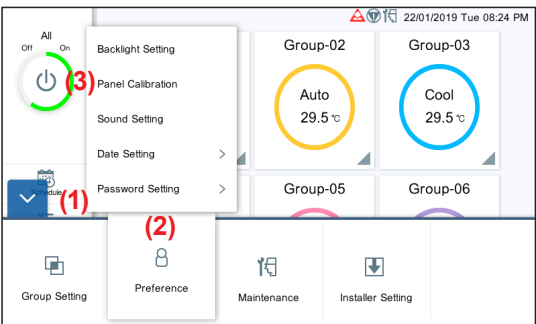 22/01/2019 Tue 08:24 PM
All
Off On
(3)
Backlight Setting
Panel Calibration
Sound Setting
Date Setting >
Password Setting >
Group-02
Auto
29.5 ℃
Group-03
Cool
29.5 ℃
Schedule
(1)
(2)
Group-05
Group-06
Group Setting
Preference
Maintenance
Installer Setting